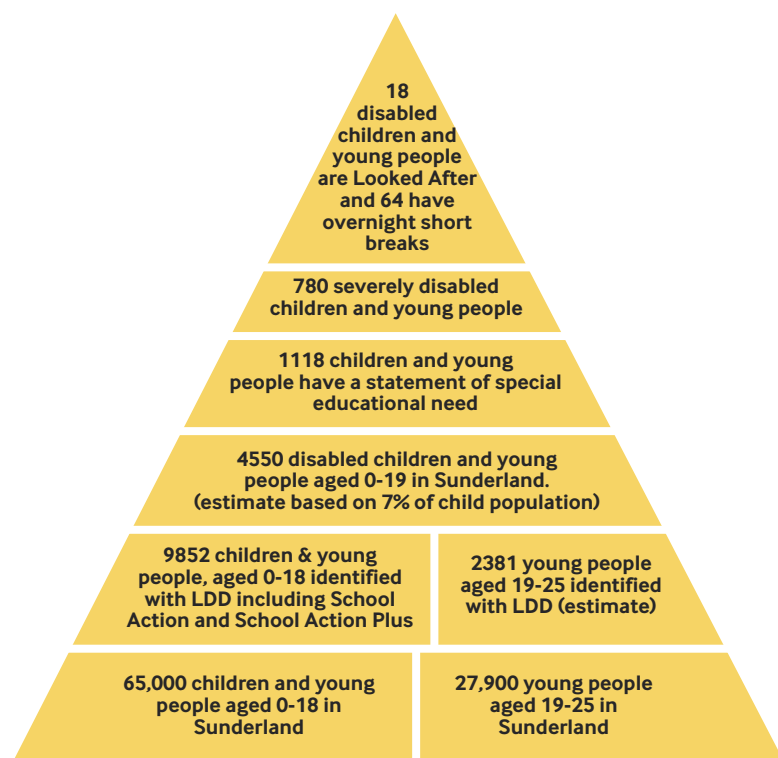 18
disabled
children and
young people
are Looked After
and 64 have
overnight short
breaks
780 severely disabled
children and young people
1118 children and young
people have a statement of special
educational need
4550 disabled children and young
people aged 0-19 in Sunderland.
(estimate based on 7% of child population)
9852 children & young
people, aged 0-18 identified
with LDD including School
Action and School Action Plus
2381 young people
aged 19-25 identified
with LDD (estimate)
65,000 children and young
people aged 0-18 in
Sunderland
27,900 young people
aged 19-25 in
Sunderland